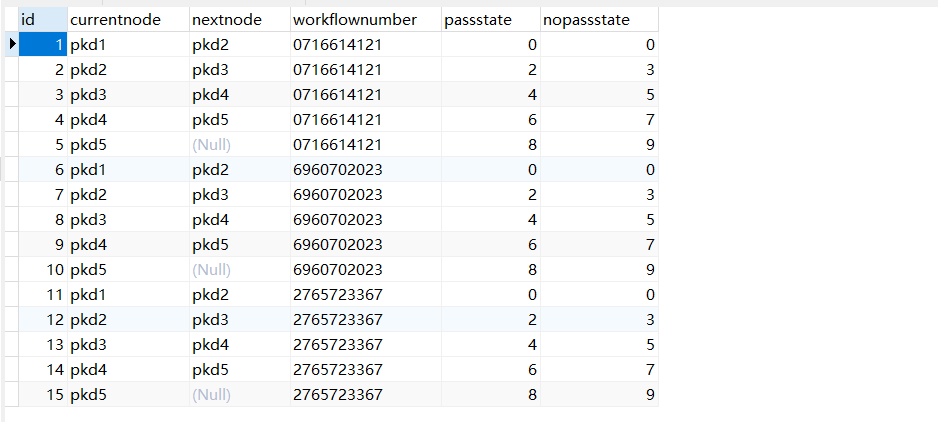 id currentnode nextnode workflownumber passstate nopassstate
1 pkd1 pkd2 0716614121 0 0
2 pkd2 pkd3 0716614121 2 3
3 pkd3 pkd4 0716614121 4 5
4 pkd4 pkd5 0716614121 6 7
5 pkd5 (Null) 0716614121 8 9
6 pkd1 pkd2 6960702023 0 0
7 pkd2 pkd3 6960702023 2 3
8 pkd3 pkd4 6960702023 4 5
9 pkd4 pkd5 6960702023 6 7
10 pkd5 (Null) 6960702023 8 9
11 pkd1 pkd2 2765723367 0 0
12 pkd2 pkd3 2765723367 2 3
13 pkd3 pkd4 2765723367 4 5
14 pkd4 pkd5 2765723367 6 7
15 pkd5 (Null) 2765723367 8 9